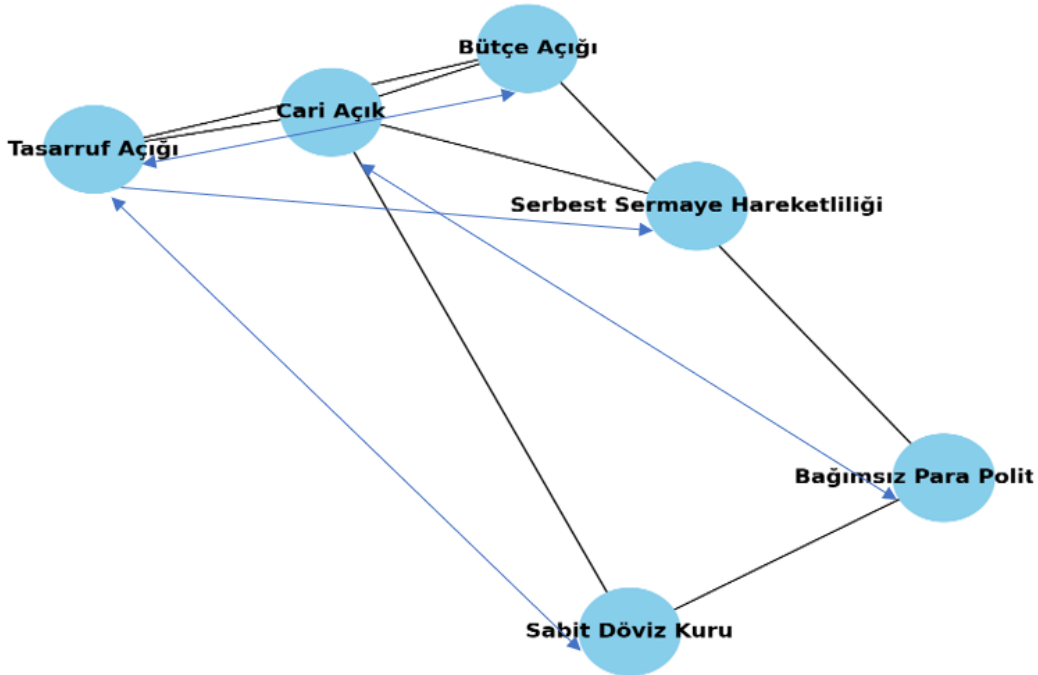 Bütçe Açığı
Cari Açık
Tasarruf Açığı
Serbest Sermaye Hareketliliği
Bağımsız Para Polit
Sabit Döviz Kuru